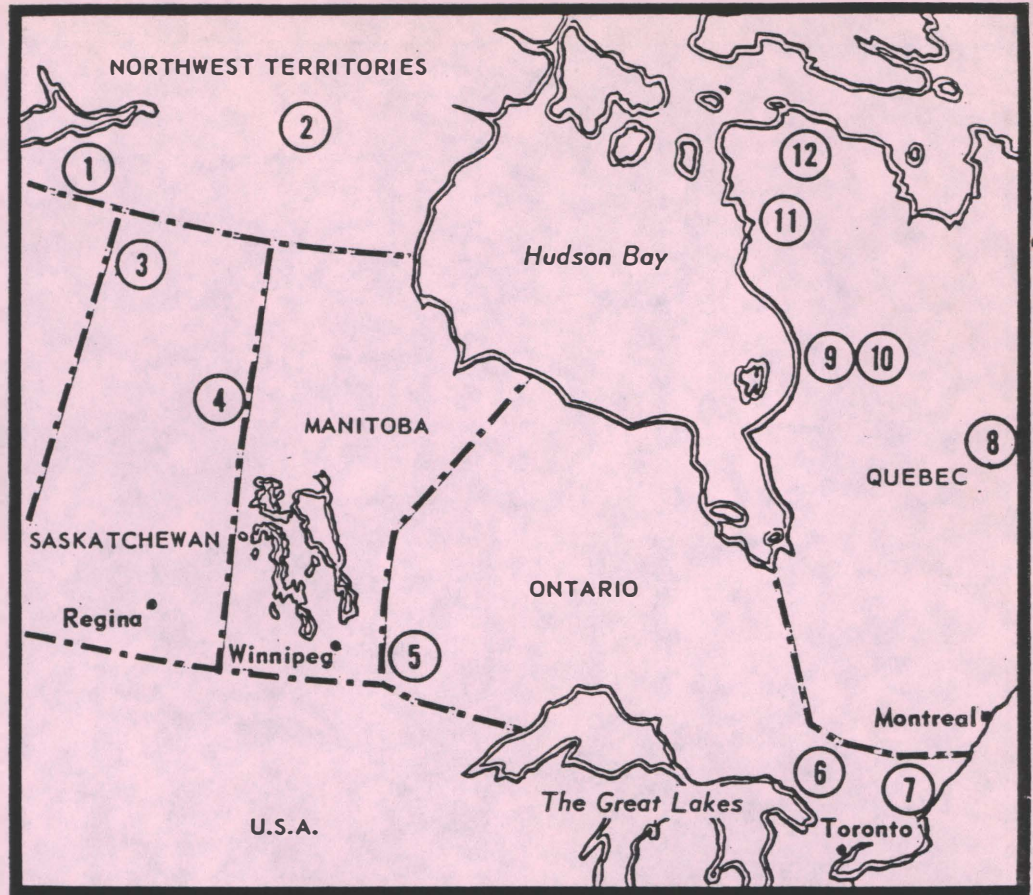 NORTHWEST TERRITORIES
2
1
12
11
3
Hudson Bay
9 10
4
MANITOBA
8
QUEBEC
SASKATCHEWAN
ONTARIO
Regina
Winnipeg
5
Montreal
6
7
The Great Lakes
U.S.A.
Toronto